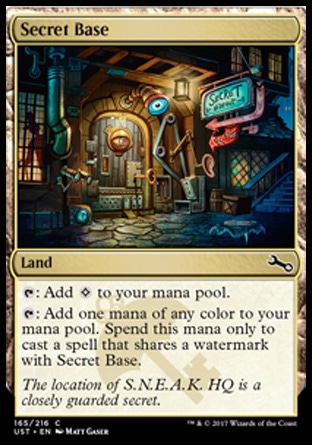 Secret Base
SECRET
Land
: Add to your mana pool.
: Add one mana of any color to your
mana pool. Spend this mana only to
cast a spell that shares a watermark
with Secret Base.
The location of S.N.E.A.K. HQ is a
closely guarded secret.
165/216 C
UST • EN Matt Gaser
™ & © 2017 Wizards of the Coast